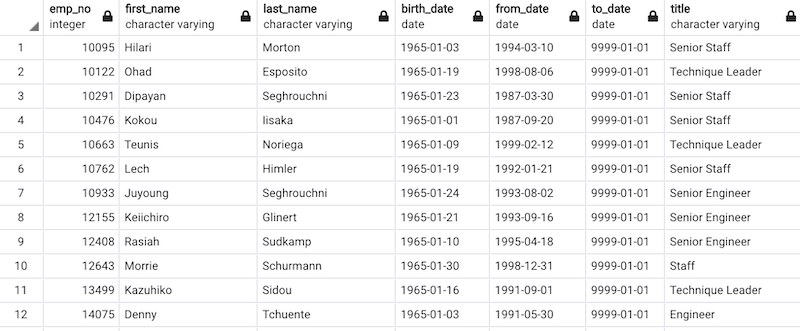 emp_no first_name last_name birth_date from_date to_date title
integer character varying character varying date date date character varying
1 10095 Hilari Morton 1965-01-03 1994-03-10 9999-01-01 Senior Staff
2 10122 Ohad Esposito 1965-01-19 1998-08-06 9999-01-01 Technique Leader
3 10291 Dipayan Seghrouchni 1965-01-23 1987-03-30 9999-01-01 Senior Staff
4 10476 Kokou Iisaka 1965-01-01 1987-09-20 9999-01-01 Senior Staff
5 10663 Teunis Noriega 1965-01-09 1999-02-12 9999-01-01 Technique Leader
6 10762 Lech Himler 1965-01-19 1992-01-21 9999-01-01 Senior Staff
7 10933 Juyoung Seghrouchni 1965-01-24 1993-08-02 9999-01-01 Senior Engineer
8 12155 Keiichiro Glinert 1965-01-21 1993-09-16 9999-01-01 Senior Engineer
9 12408 Rasiah Sudkamp 1965-01-10 1995-04-18 9999-01-01 Senior Engineer
10 12643 Morrie Schurmann 1965-01-30 1998-12-31 9999-01-01 Staff
11 13499 Kazuhiko Sidou 1965-01-16 1991-09-01 9999-01-01 Technique Leader
12 14075 Denny Tchuente 1965-01-03 1991-05-30 9999-01-01 Engineer